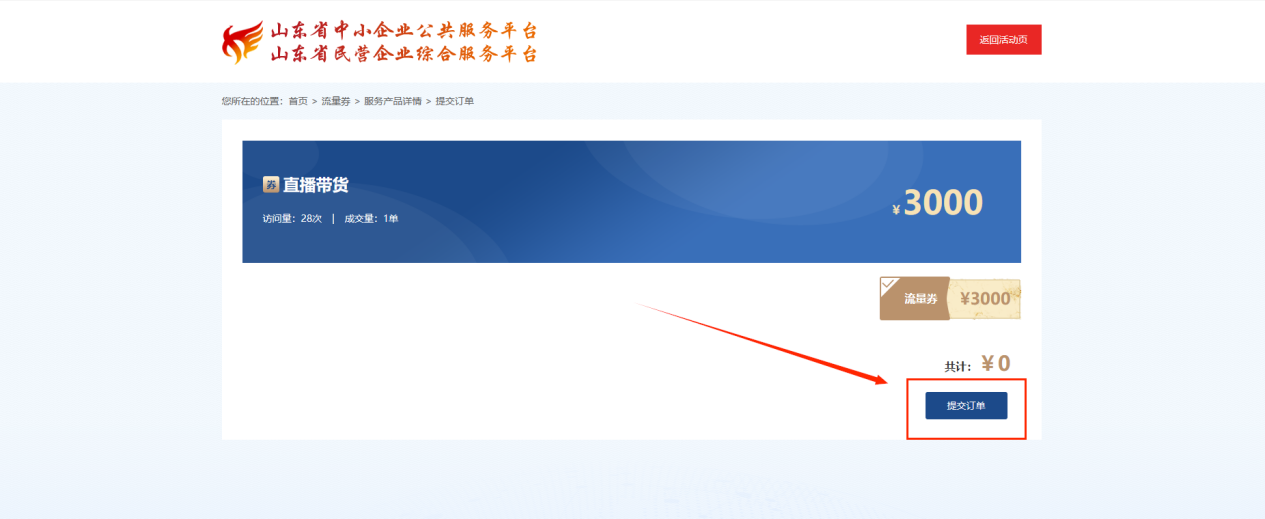 山东省中小企业公共服务平台
山东省民营企业综合服务平台
返回活动页
您所在的位置：首页 > 流量券 > 服务产品详情 > 提交订单
券 直播带货
访问量：28次 | 成交量：1单
¥3000
流量券 ¥3000
共计：¥0
提交订单